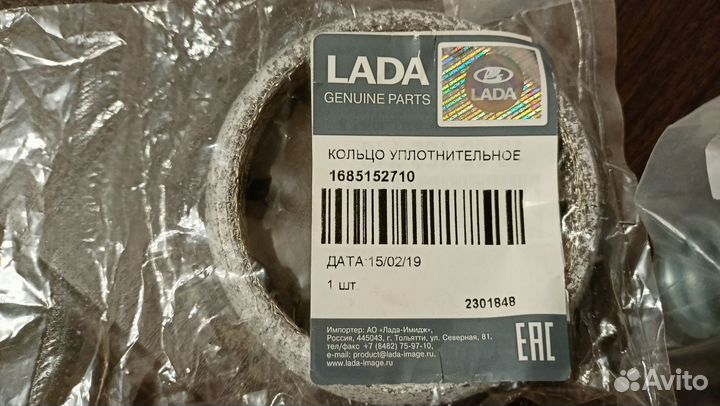 LADA
GENUINE PARTS
LADA
КОЛЬЦО УПЛОТНИТЕЛЬНОЕ
1685152710
ДАТА:15/02/19
1 шт
2301848
Импортер: АО «Лада-Имидж»,
Россия, 445043, г. Тольятти, ул. Северная, 81,
тел/факс +7 (8482) 75-97-10,
e-mail: product@lada-image.ru,
www.lada-image.ru
EAC
Avito